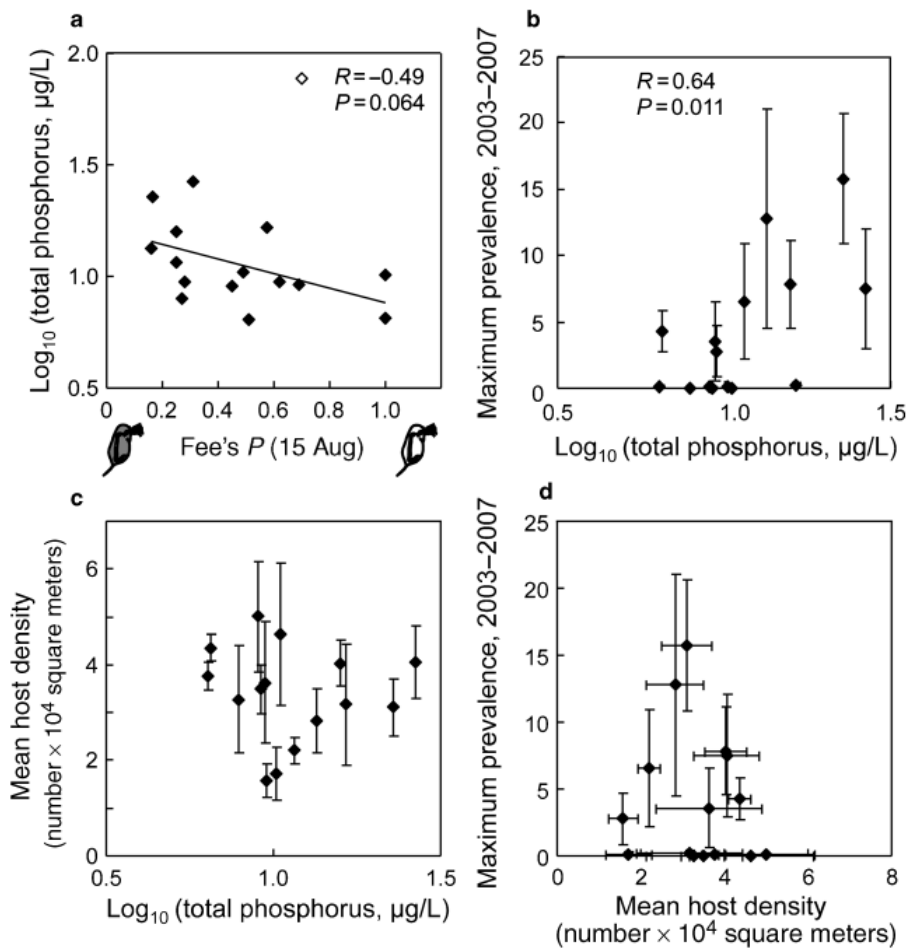 a
Log10 (total phosphorus, µg/L)
2.0
1.5
1.0
0.5
R=−0.49
P=0.064
0
0.2
0.4
0.6
0.8
1.0
Fee's P (15 Aug)
b
Maximum prevalence, 2003–2007
25
20
15
10
5
0
R=0.64
P=0.011
0.5
1.0
1.5
Log10 (total phosphorus, µg/L)
c
Mean host density
(number × 10⁴ square meters)
6
4
2
0
0.5
1.0
1.5
Log10 (total phosphorus, µg/L)
d
Maximum prevalence, 2003–2007
25
20
15
10
5
0
0
2
4
6
8
Mean host density
(number × 10⁴ square meters)